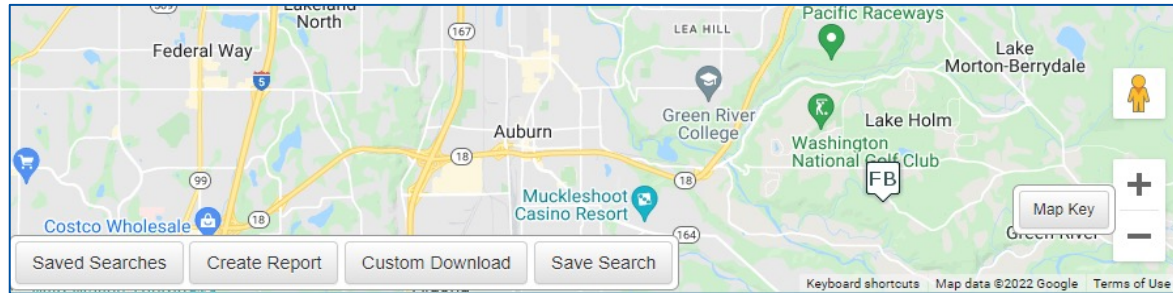 Lakeland
North
Pacific Raceways
167
LEA HILL
Federal Way
Lake
Morton-Berrydale
5
Green River
College
Auburn
Lake Holm
Washington
National Golf Club
18
FB
99
18
Muckleshoot
Casino Resort
Map Key
18
Costco Wholesale
164
Green River
Saved Searches
Create Report
Custom Download
Save Search
Keyboard shortcuts
Map data ©2022 Google
Terms of Use